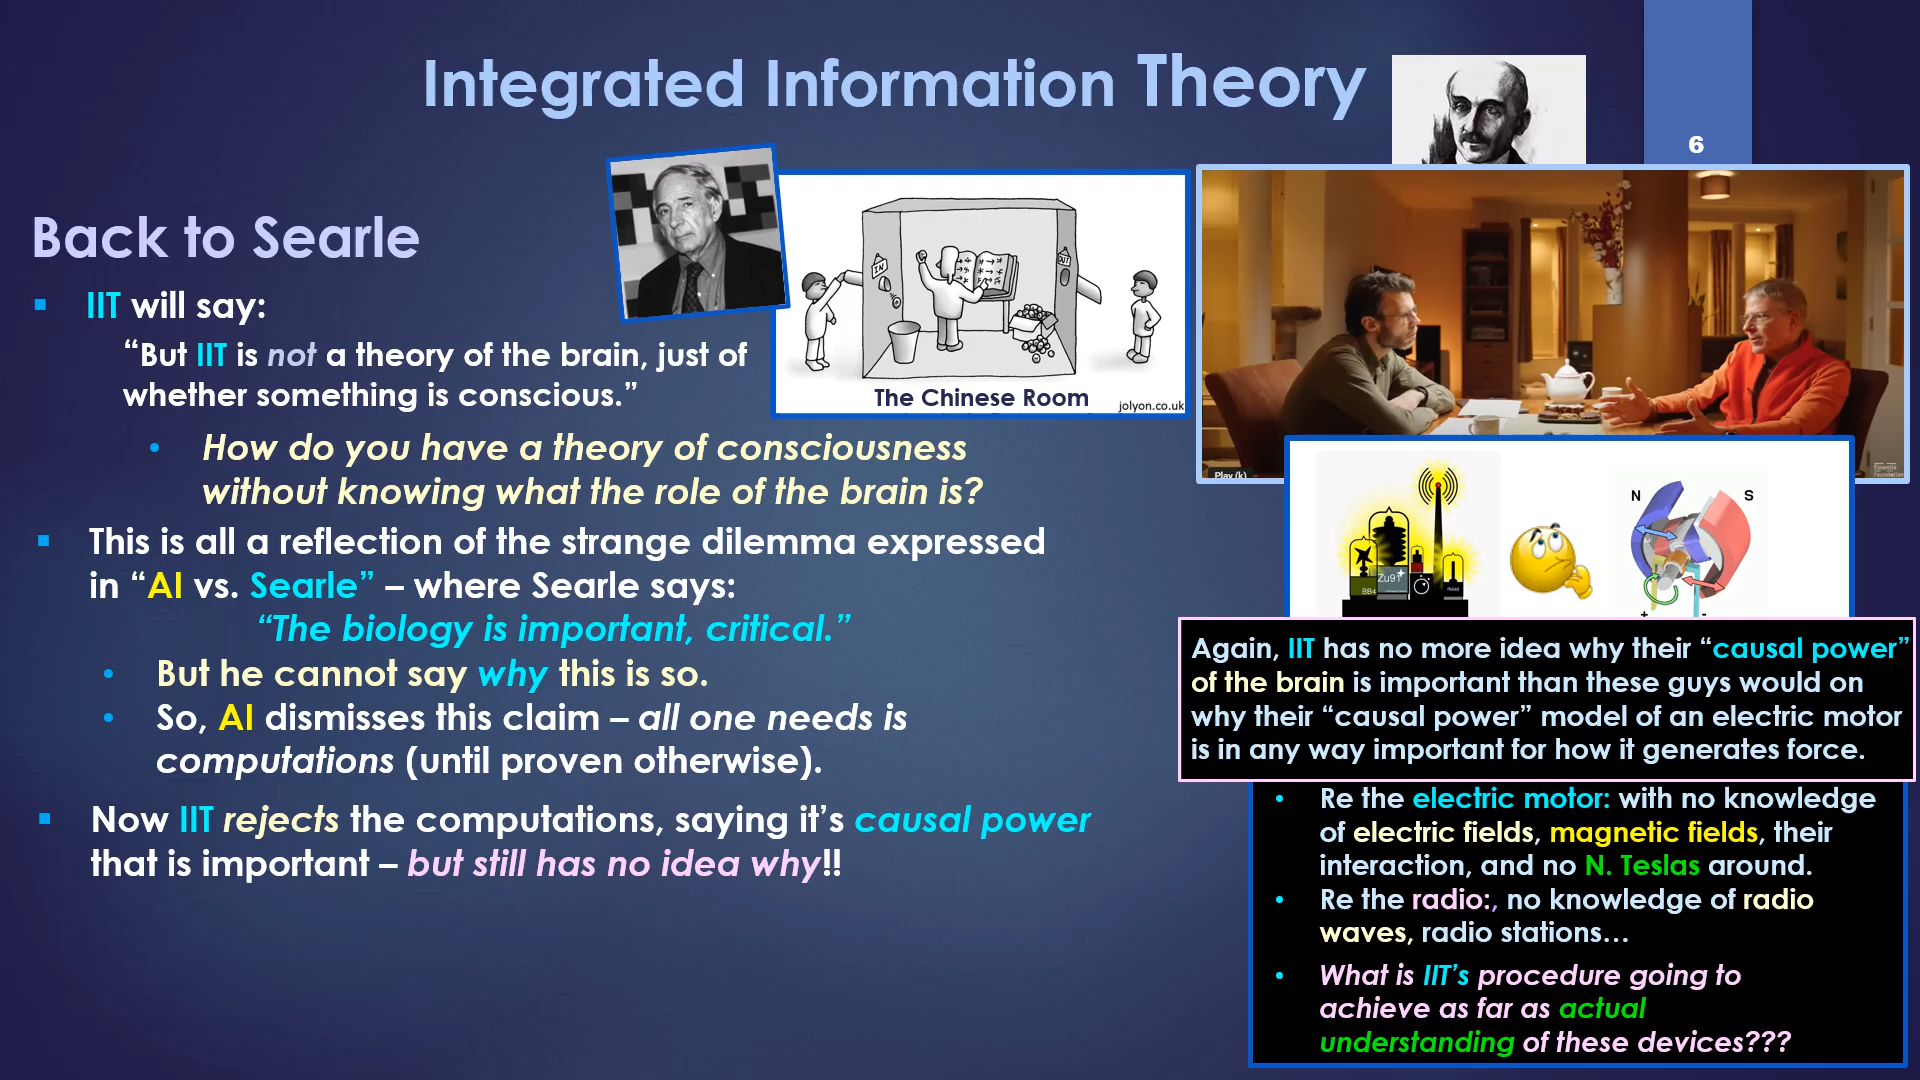 Integrated Information Theory
6
Back to Searle
▪ IIT will say:
“But IIT is not a theory of the brain, just of
whether something is conscious.”
• How do you have a theory of consciousness
without knowing what the role of the brain is?
▪ This is all a reflection of the strange dilemma expressed
in “AI vs. Searle” – where Searle says:
“The biology is important, critical.”
• But he cannot say why this is so.
• So, AI dismisses this claim – all one needs is
computations (until proven otherwise).
▪ Now IIT rejects the computations, saying it’s causal power
that is important – but still has no idea why!!
IN
OUT
The Chinese Room
jolyon.co.uk
Play (k)
Essentia
Foundation
Zu91
BB4
N
S
+ -
Again, IIT has no more idea why their “causal power”
of the brain is important than these guys would on
why their “causal power” model of an electric motor
is in any way important for how it generates force.
• Re the electric motor: with no knowledge
of electric fields, magnetic fields, their
interaction, and no N. Teslas around.
• Re the radio:, no knowledge of radio
waves, radio stations…
• What is IIT’s procedure going to
achieve as far as actual
understanding of these devices???